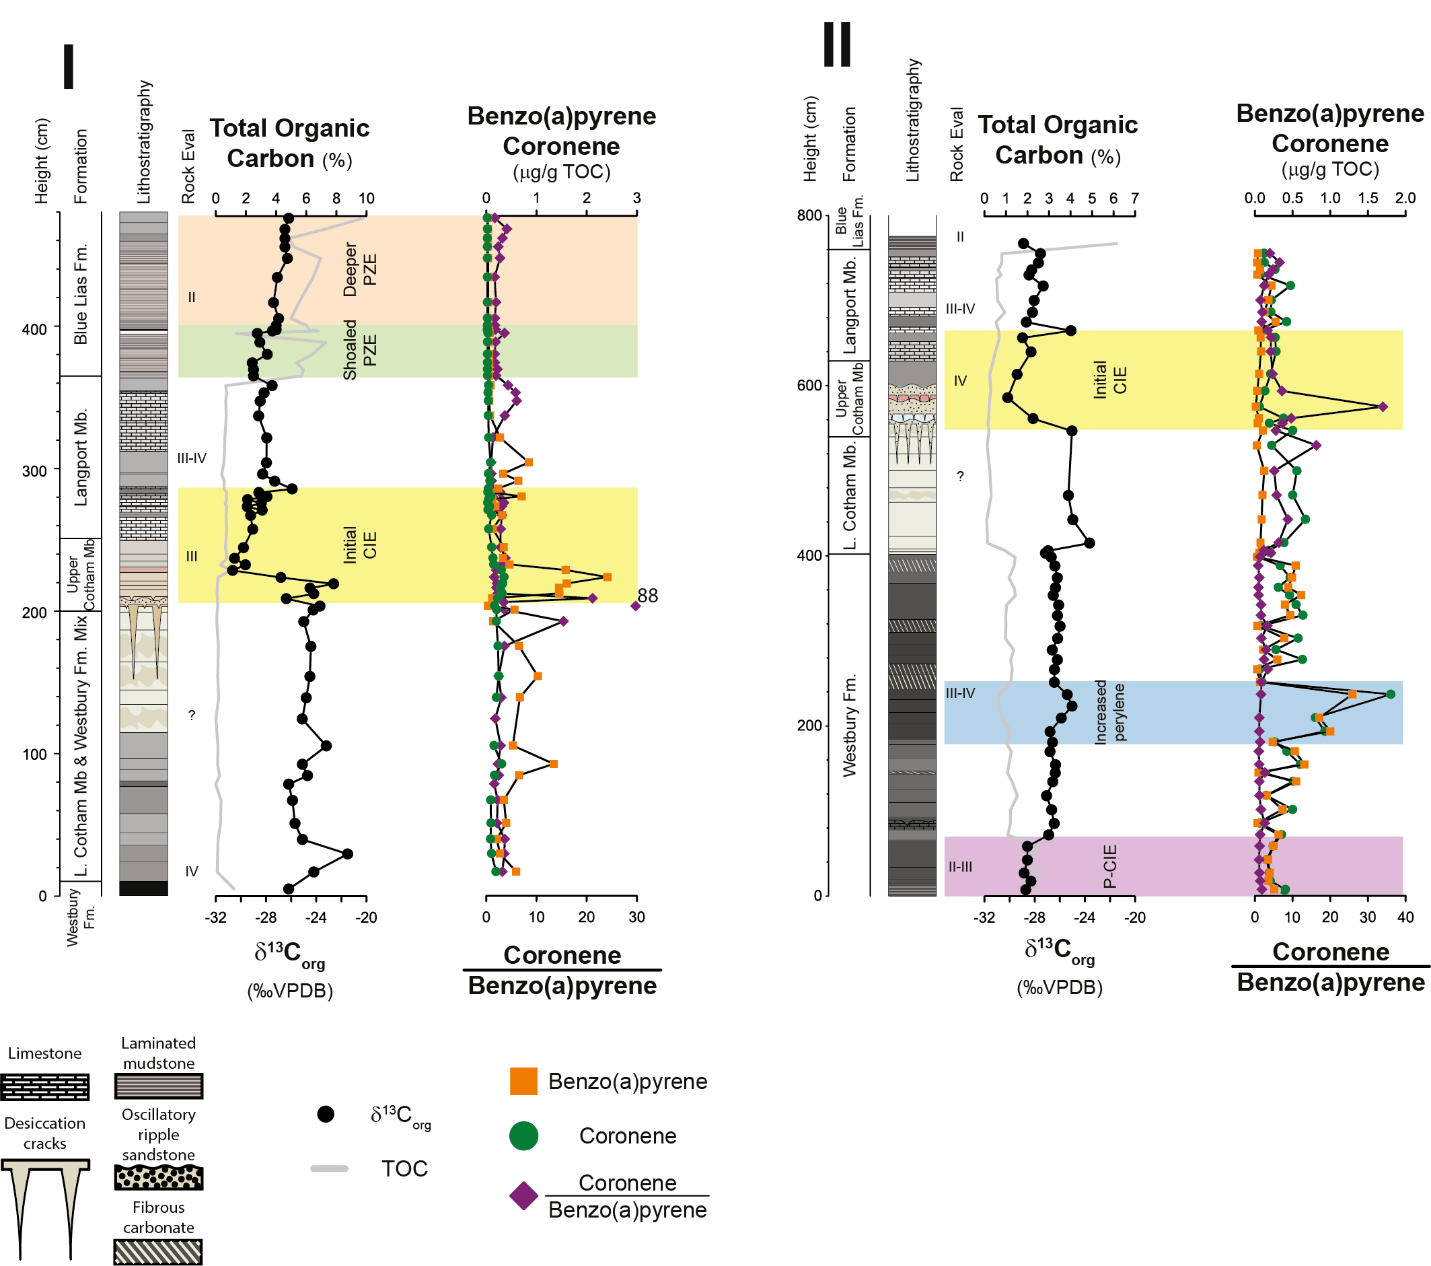 I
Height (cm)
Formation
Lithostratigraphy
Rock Eval
Total Organic
Carbon (%)
Benzo(a)pyrene
Coronene
(μg/g TOC)
0 2 4 6 8 10
0 1 2 3
400
300
200
100
0
Blue Lias Fm.
Langport Mb.
Upper
Cotham Mb
L. Cotham Mb & Westbury Fm. Mix
Westbury
Fm.
II
III-IV
III
?
IV
Deeper
PZE
Shoaled
PZE
Initial
CIE
88
-32 -28 -24 -20
0 10 20 30
δ¹³Corg
(‰VPDB)
Coronene
Benzo(a)pyrene
II
Height (cm)
Formation
Lithostratigraphy
Rock Eval
Total Organic
Carbon (%)
Benzo(a)pyrene
Coronene
(μg/g TOC)
0 1 2 3 4 5 6 7
0.0 0.5 1.0 1.5 2.0
800
600
400
200
0
Blue
Lias Fm.
Langport Mb.
Upper
Cotham Mb
L. Cotham Mb.
Westbury Fm.
II
III-IV
IV
?
III-IV
II-III
Initial
CIE
Increased
perylene
P-CIE
-32 -28 -24 -20
0.0 10 20 30 40
δ¹³Corg
(‰VPDB)
Coronene
Benzo(a)pyrene
Limestone
Laminated
mudstone
Desiccation
cracks
Oscillatory
ripple
sandstone
Fibrous
carbonate
δ¹³Corg
TOC
Benzo(a)pyrene
Coronene
Coronene
Benzo(a)pyrene